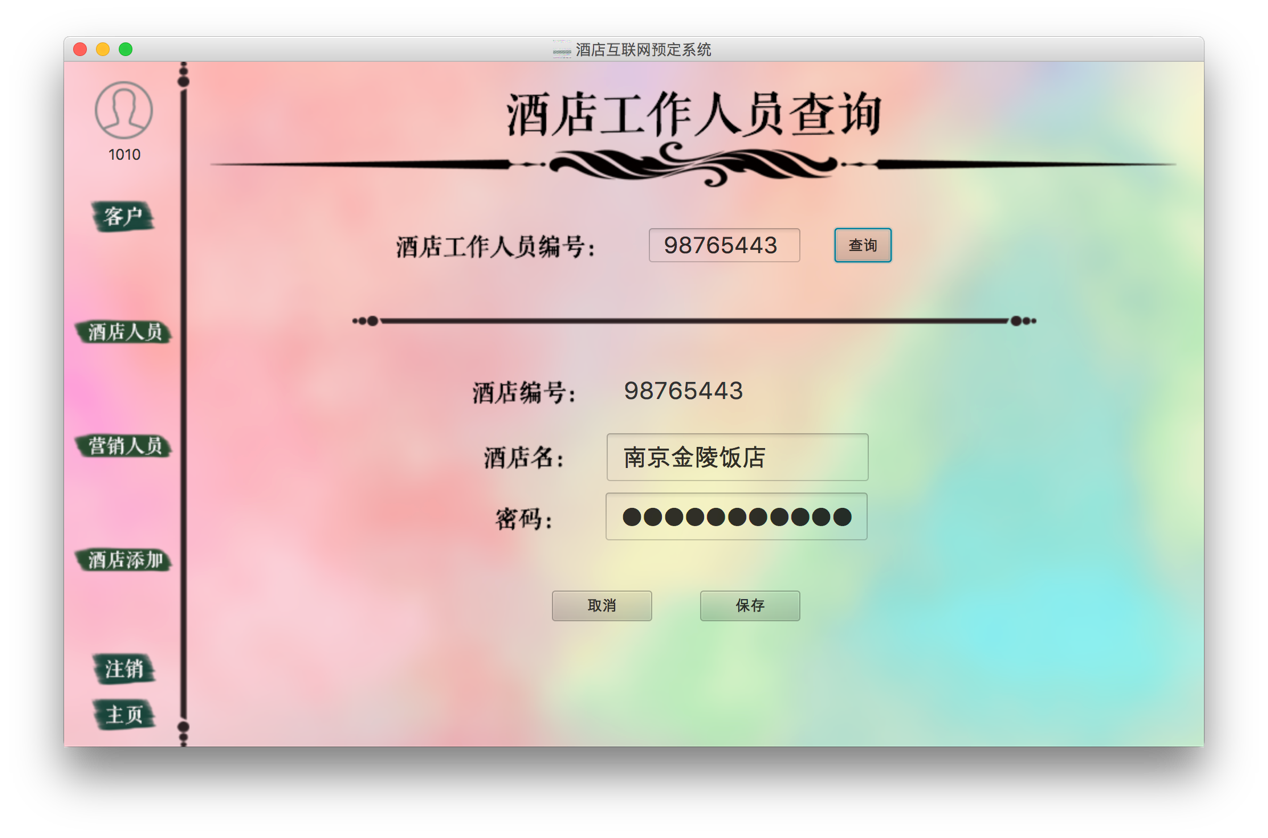 酒店互联网预定系统
1010
客户
酒店人员
营销人员
酒店添加
注销
主页
酒店工作人员查询
酒店工作人员编号： 98765443 查询
酒店编号： 98765443
酒店名： 南京金陵饭店
密码： ●●●●●●●●●●●
取消 保存